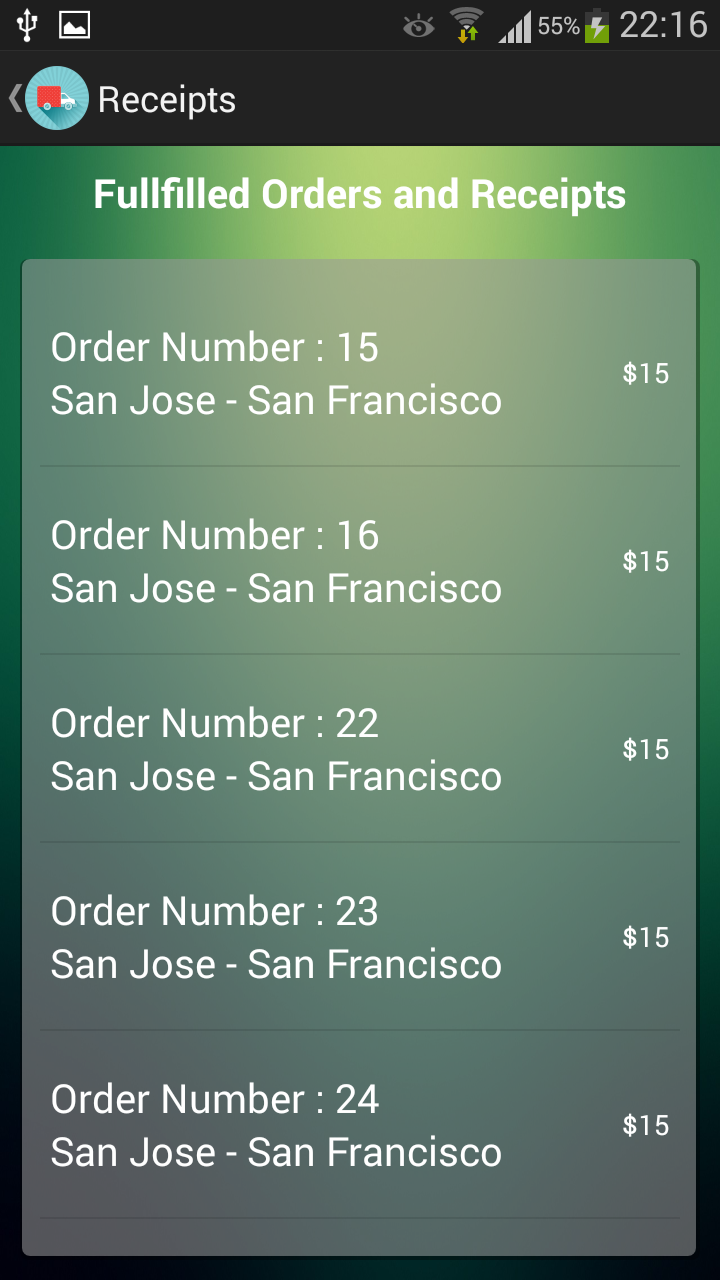 55% 22:16
Receipts
Fullfilled Orders and Receipts
Order Number : 15
San Jose - San Francisco
$15
Order Number : 16
San Jose - San Francisco
$15
Order Number : 22
San Jose - San Francisco
$15
Order Number : 23
San Jose - San Francisco
$15
Order Number : 24
San Jose - San Francisco
$15